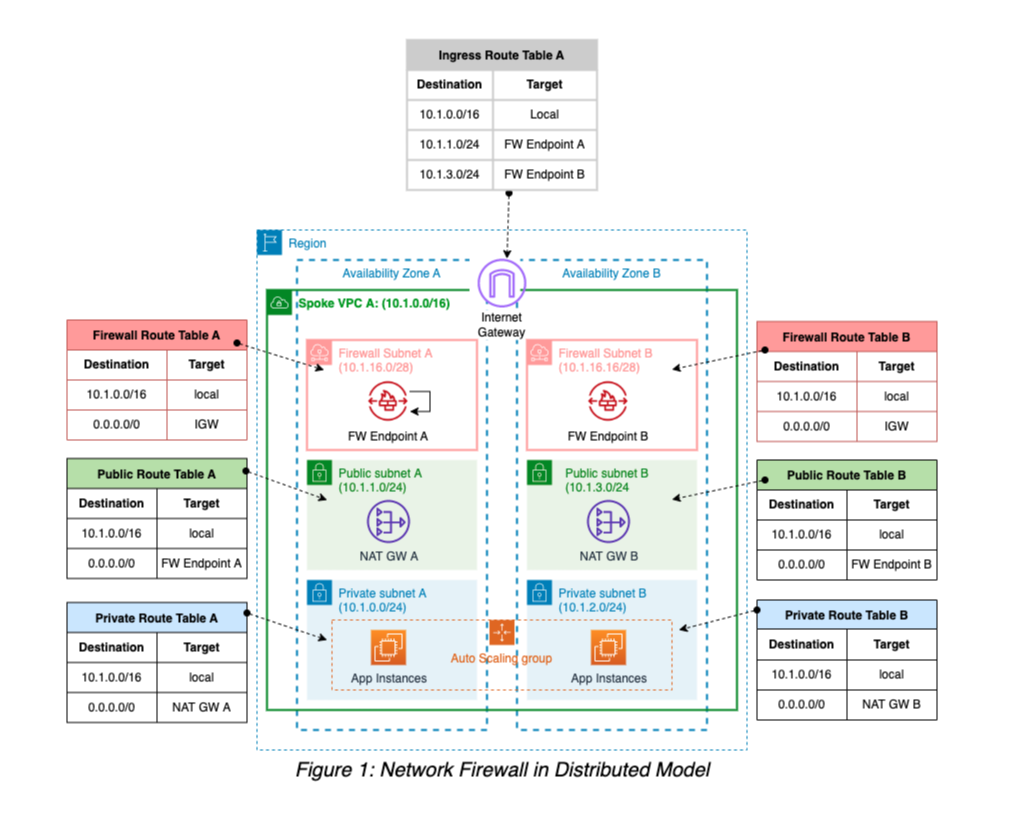 Ingress Route Table A
Destination Target
10.1.0.0/16 Local
10.1.1.0/24 FW Endpoint A
10.1.3.0/24 FW Endpoint B
Region
Availability Zone A
Availability Zone B
Spoke VPC A: (10.1.0.0/16)
Internet
Gateway
Firewall Route Table A
Destination Target
10.1.0.0/16 local
0.0.0.0/0 IGW
Firewall Subnet A
(10.1.16.0/28)
FW Endpoint A
Firewall Subnet B
(10.1.16.16/28)
FW Endpoint B
Firewall Route Table B
Destination Target
10.1.0.0/16 local
0.0.0.0/0 IGW
Public Route Table A
Destination Target
10.1.0.0/16 local
0.0.0.0/0 FW Endpoint A
Public subnet A
(10.1.1.0/24)
NAT GW A
Public subnet B
(10.1.3.0/24
NAT GW B
Public Route Table B
Destination Target
10.1.0.0/16 local
0.0.0.0/0 FW Endpoint B
Private Route Table A
Destination Target
10.1.0.0/16 local
0.0.0.0/0 NAT GW A
Private subnet A
(10.1.0.0/24)
App Instances
Auto Scaling group
Private subnet B
(10.1.2.0/24)
App Instances
Private Route Table B
Destination Target
10.1.0.0/16 local
0.0.0.0/0 NAT GW B
Figure 1: Network Firewall in Distributed Model